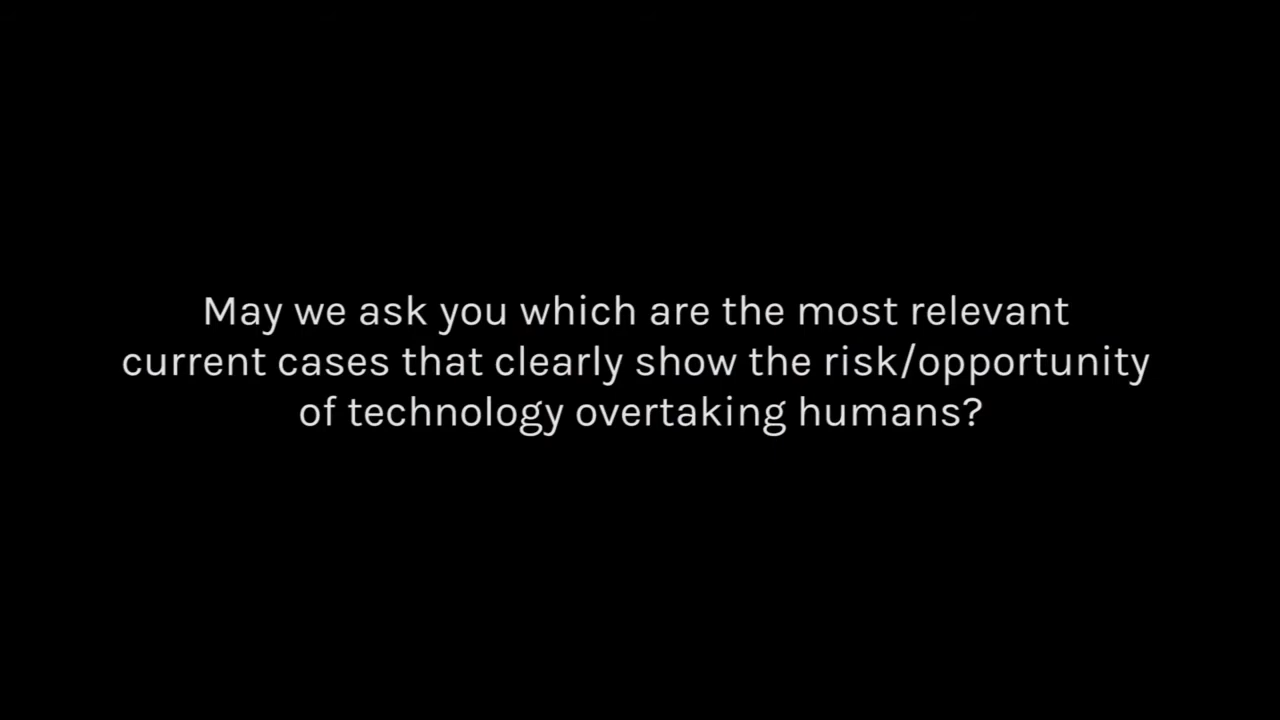 May we ask you which are the most relevant
current cases that clearly show the risk/opportunity
of technology overtaking humans?